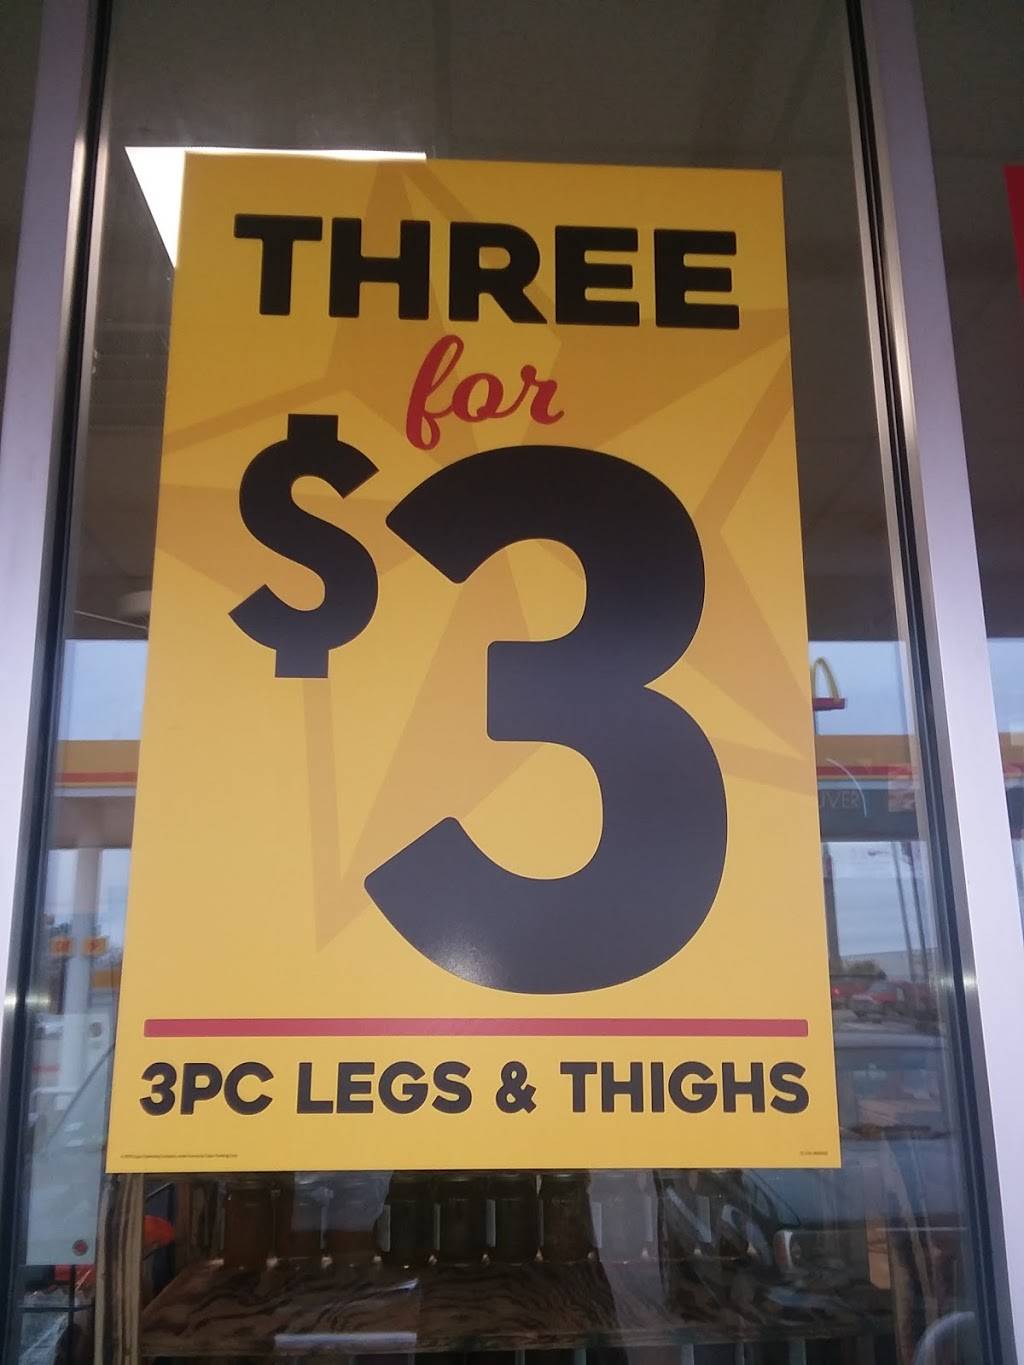 THREE
for
$3
3PC LEGS & THIGHS